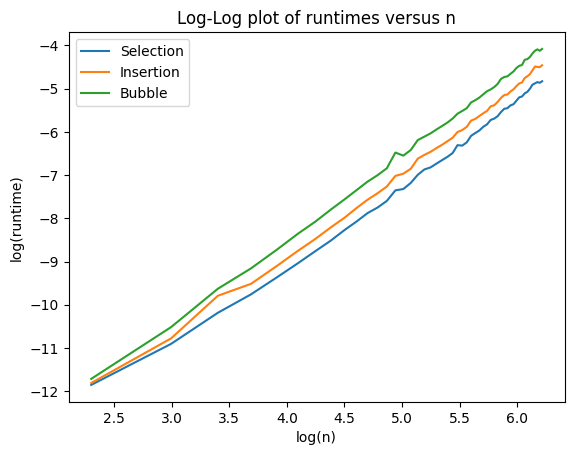 Log-Log plot of runtimes versus n
Selection
Insertion
Bubble
−4
−5
−6
−7
−8
−9
−10
−11
−12
log(runtime)
2.5 3.0 3.5 4.0 4.5 5.0 5.5 6.0
log(n)